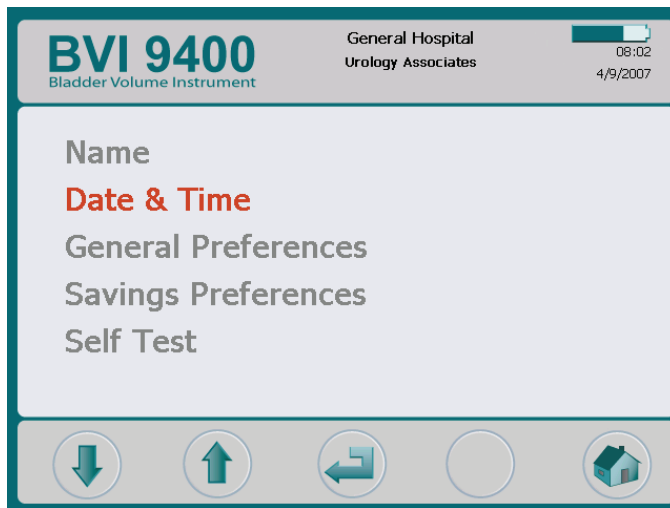 BVI 9400
Bladder Volume Instrument
General Hospital
Urology Associates
08:02
4/9/2007
Name
Date & Time
General Preferences
Savings Preferences
Self Test